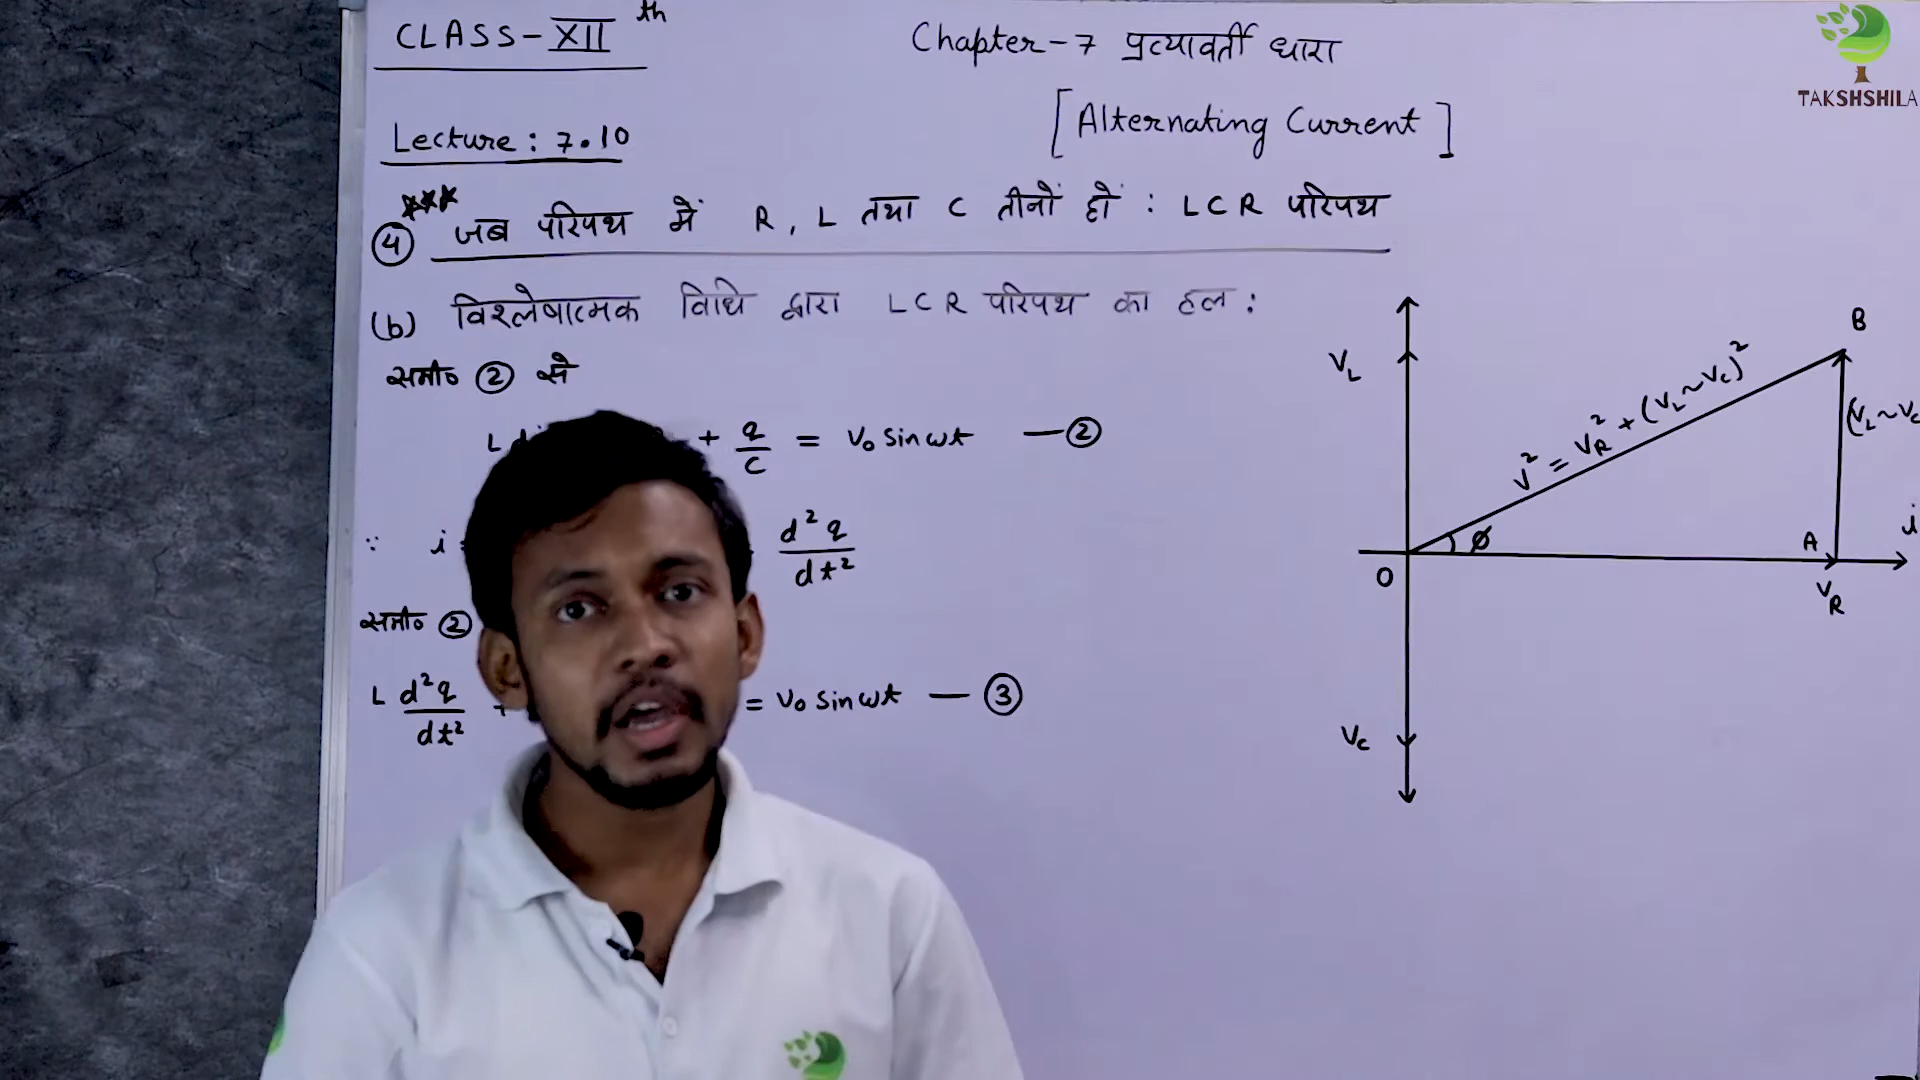 CLASS-XII th
Chapter-7 प्रत्यावर्ती धारा
[Alternating Current]
TAKSHSHILA
Lecture : 7.10
*** 
④ जब परिपथ में R, L तथा C तीनों हों : LCR परिपथ
(b) विश्लेषात्मक विधि द्वारा LCR परिपथ का हल :
समी० ② से
L d + q/C = V₀ sinωt —②
∵ i d²q/dt²
समी० ②
L d²q/dt² + = V₀ sinωt —③
B
V_L
V² = V_R² + (V_L ~ V_C)²
(V_L ~ V_C
i
ø
A
O
V_R
V_C